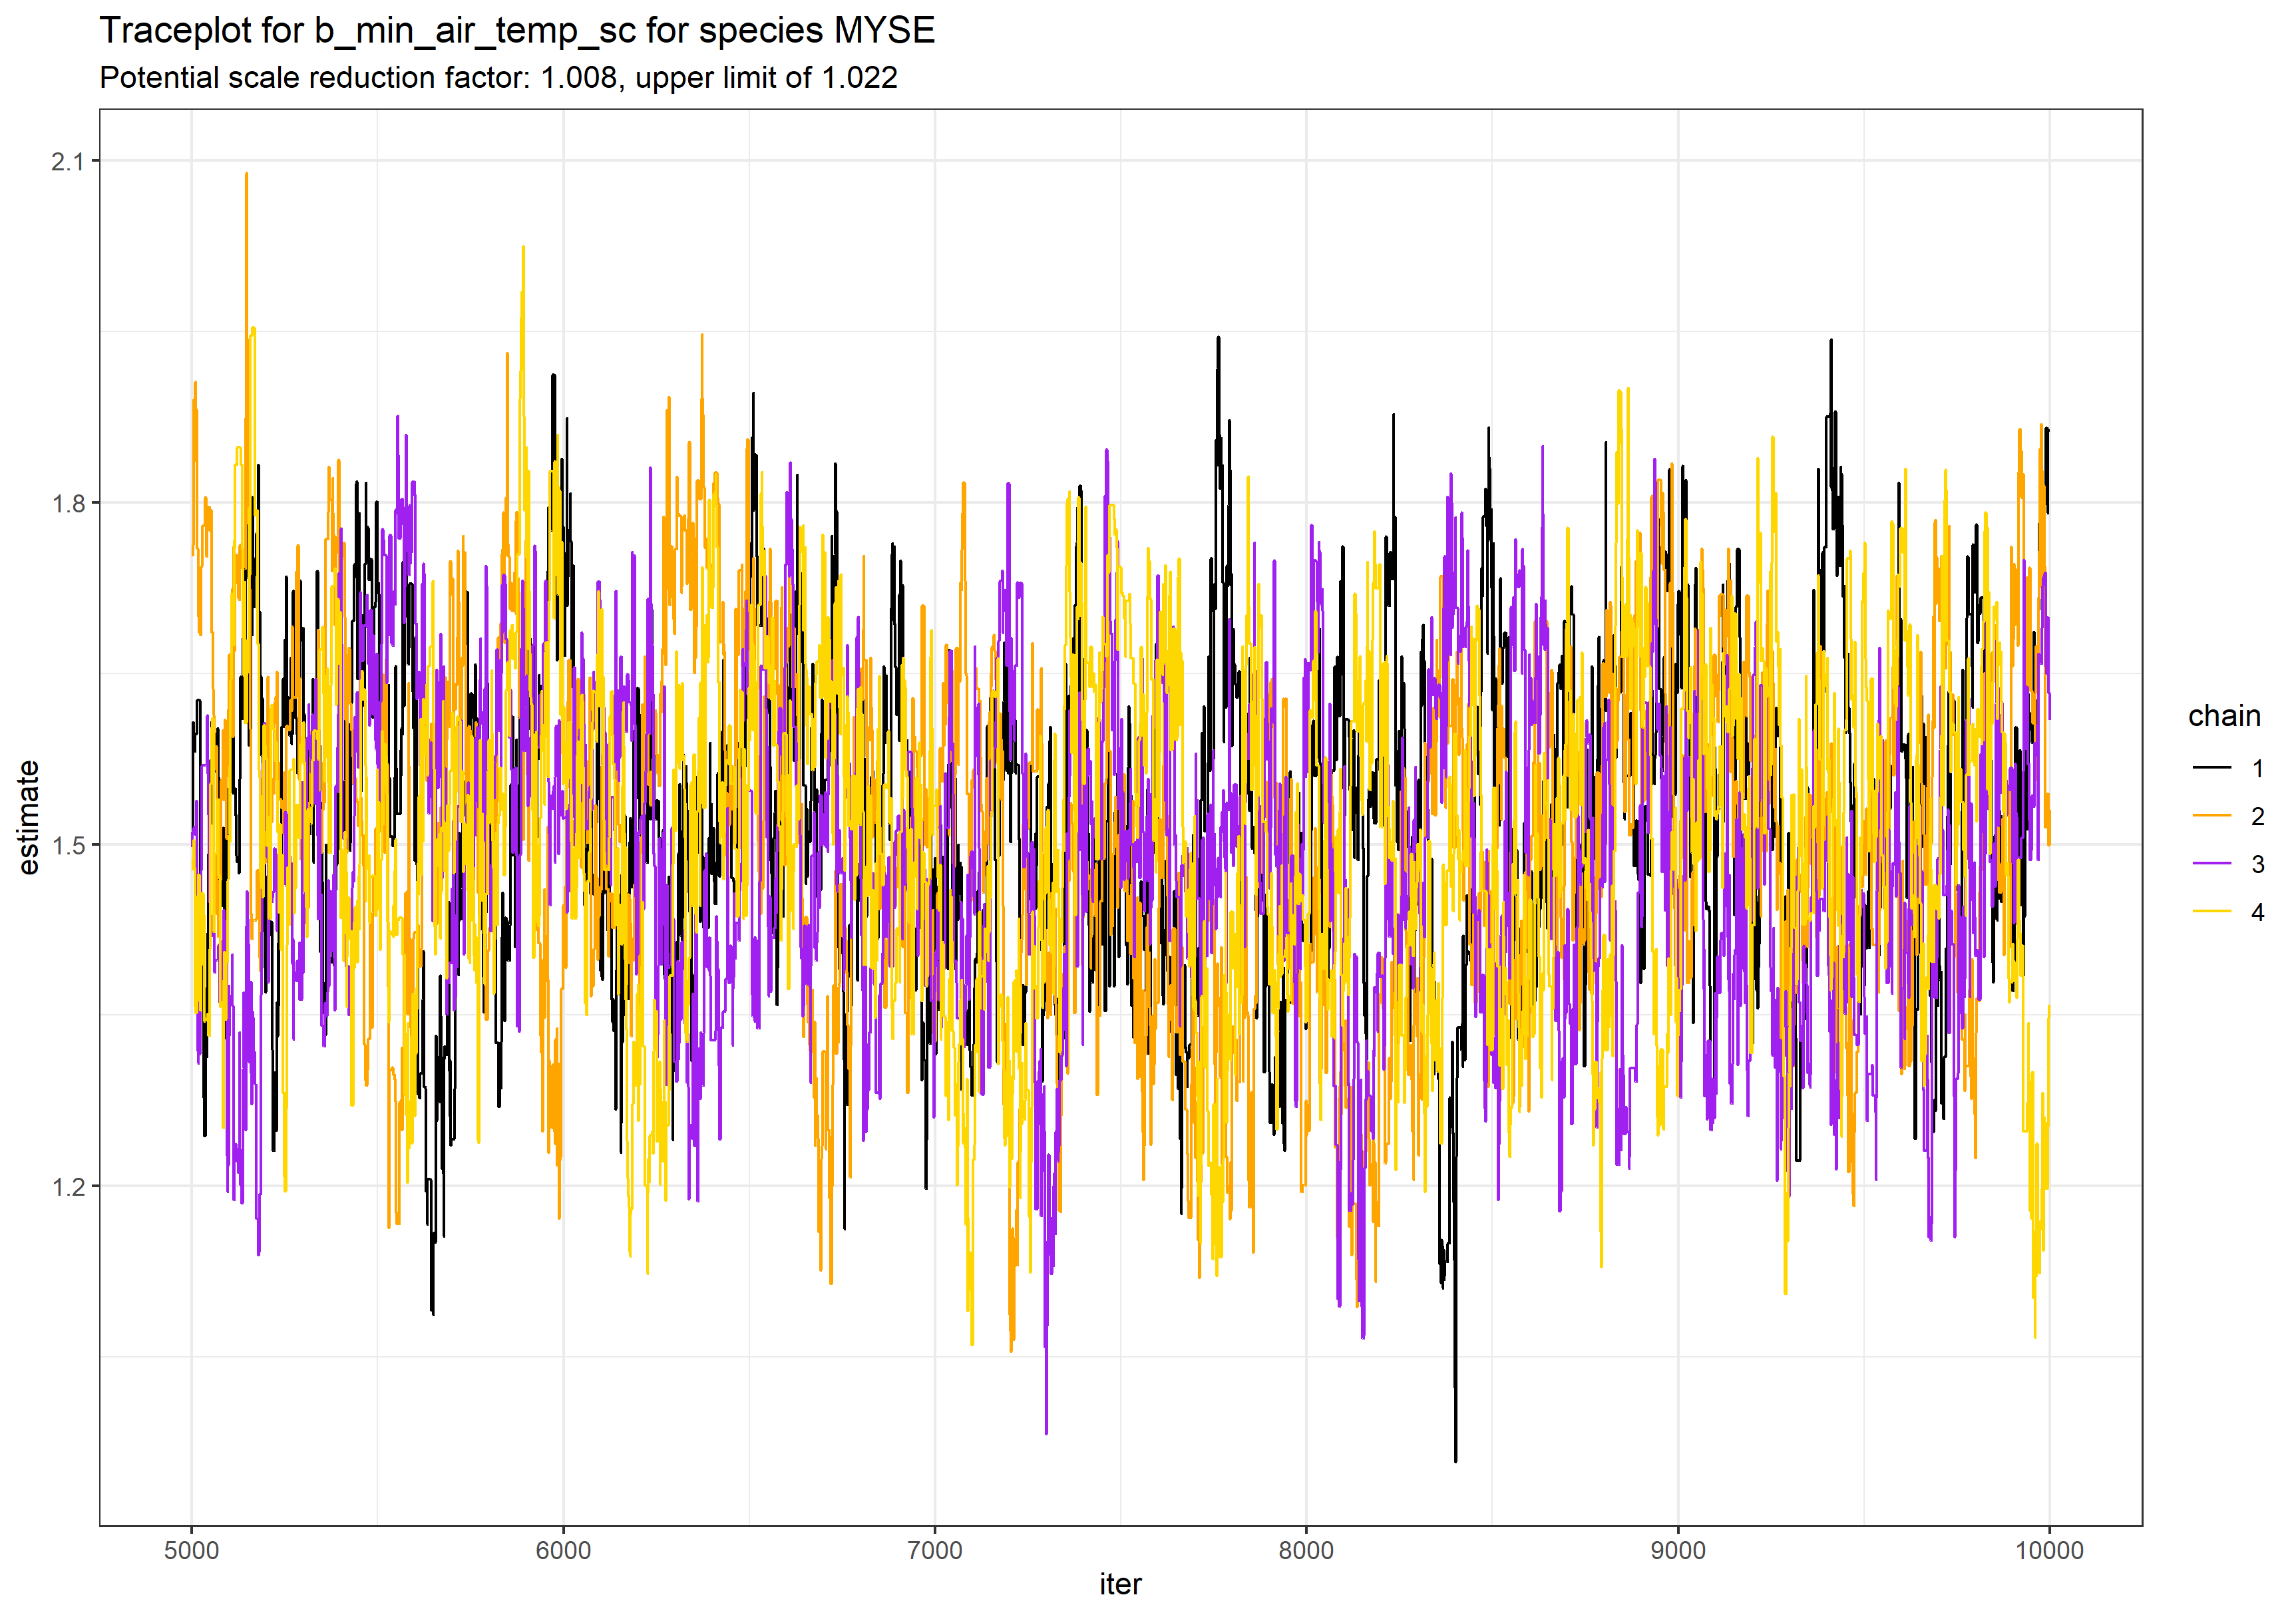 Traceplot for b_min_air_temp_sc for species MYSE
Potential scale reduction factor: 1.008, upper limit of 1.022
2.1
1.8
1.5
1.2
estimate
5000
6000
7000
8000
9000
10000
iter
chain
1
2
3
4